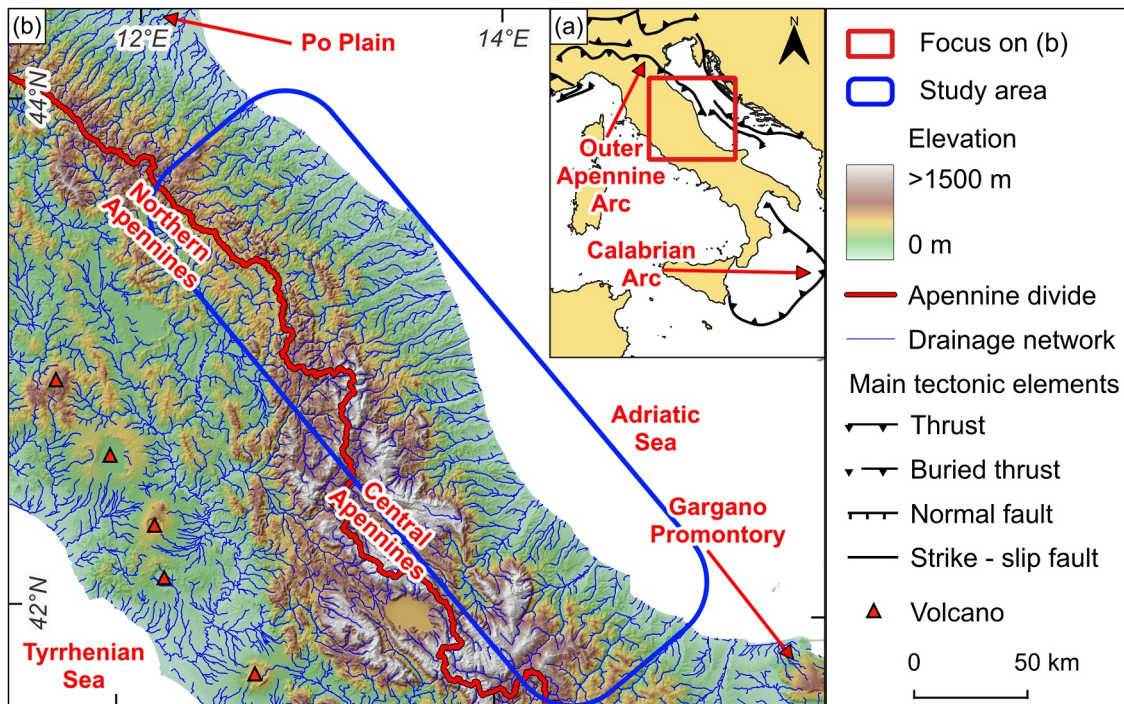 (b)
12°E
Po Plain
14°E
44°N
Northern
Apennines
Central
Apennines
Adriatic
Sea
Gargano
Promontory
42°N
Tyrrhenian
Sea
(a)
N
Outer
Apennine
Arc
Calabrian
Arc
Focus on (b)
Study area
Elevation
>1500 m
0 m
Apennine divide
Drainage network
Main tectonic elements
Thrust
Buried thrust
Normal fault
Strike - slip fault
Volcano
0 50 km